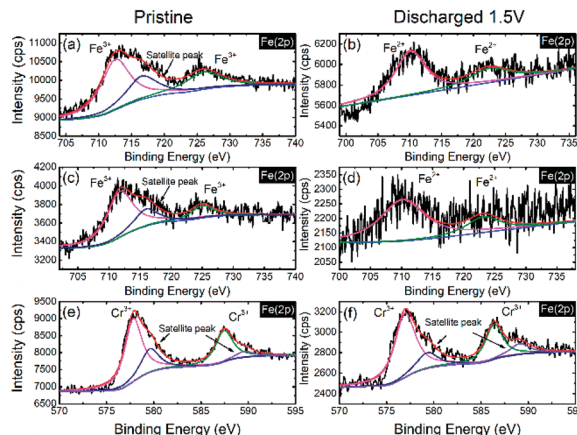 Pristine Discharged 1.5V
(a) Fe³⁺ Satellite peak Fe³⁺ Fe(2p)
Intensity (cps)
11000
10500
10000
9500
9000
705 710 715 720 725 730 735 740
Binding Energy (eV)
(b) Fe²⁺ Fe²⁺ Fe(2p)
Intensity (cps)
6200
6000
5800
5600
700 705 710 715 720 725 730 735
Binding Energy (eV)
(c) Fe³⁺ Satellite peak Fe³⁺ Fe(2p)
Intensity (cps)
4200
4000
3800
3600
3400
3200
705 710 715 720 725 730 735 740
Binding Energy (eV)
(d) Fe²⁺ Fe²⁺ Fe(2p)
Intensity (cps)
2350
2300
2250
2200
2150
2100
700 705 710 715 720 725 730 735
Binding Energy (eV)
(e) Cr³⁺ Satellite peak Cr³⁺ Fe(2p)
Intensity (cps)
9500
9000
8500
8000
7500
7000
6500
570 575 580 585 590 595
Binding Energy (eV)
(f) Cr³⁺ Satellite peak Cr³⁺ Fe(2p)
Intensity (cps)
3200
3000
2800
2600
2400
570 575 580 585 590 595
Binding Energy (eV)